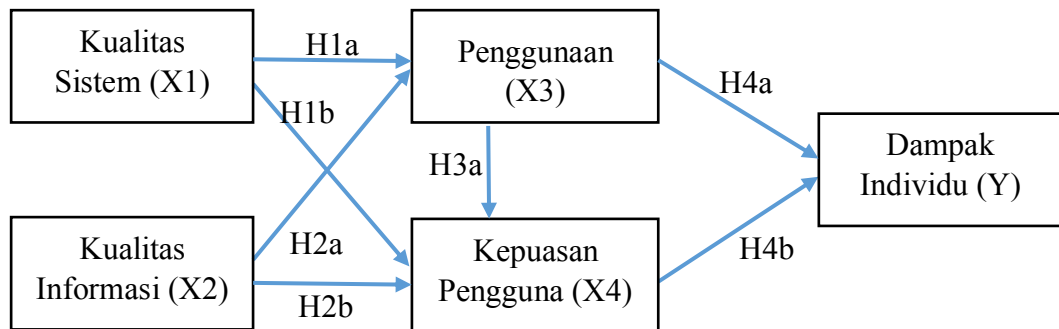 Kualitas
Sistem (X1)
H1a
H1b
Penggunaan
(X3)
H4a
H3a
Dampak
Individu (Y)
Kualitas
Informasi (X2)
H2a
H2b
Kepuasan
Pengguna (X4)
H4b